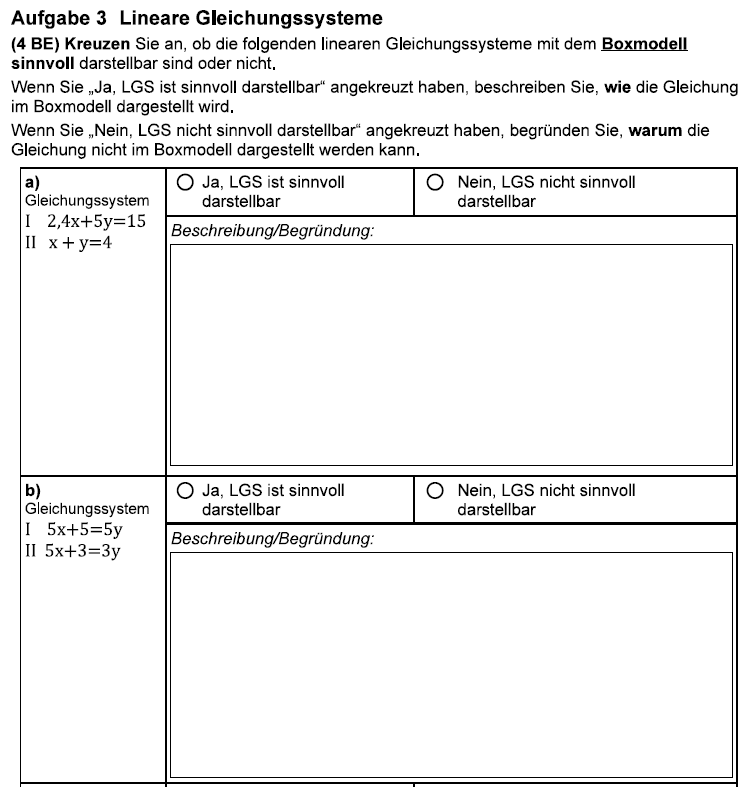 Aufgabe 3 Lineare Gleichungssysteme
(4 BE) Kreuzen Sie an, ob die folgenden linearen Gleichungssysteme mit dem Boxmodell
sinnvoll darstellbar sind oder nicht.
Wenn Sie „Ja, LGS ist sinnvoll darstellbar“ angekreuzt haben, beschreiben Sie, wie die Gleichung
im Boxmodell dargestellt wird.
Wenn Sie „Nein, LGS nicht sinnvoll darstellbar“ angekreuzt haben, begründen Sie, warum die
Gleichung nicht im Boxmodell dargestellt werden kann.
a)
Gleichungssystem
I 2,4x+5y=15
II x + y=4
Ja, LGS ist sinnvoll
darstellbar
Nein, LGS nicht sinnvoll
darstellbar
Beschreibung/Begründung:
b)
Gleichungssystem
I 5x+5=5y
II 5x+3=3y
Ja, LGS ist sinnvoll
darstellbar
Nein, LGS nicht sinnvoll
darstellbar
Beschreibung/Begründung: